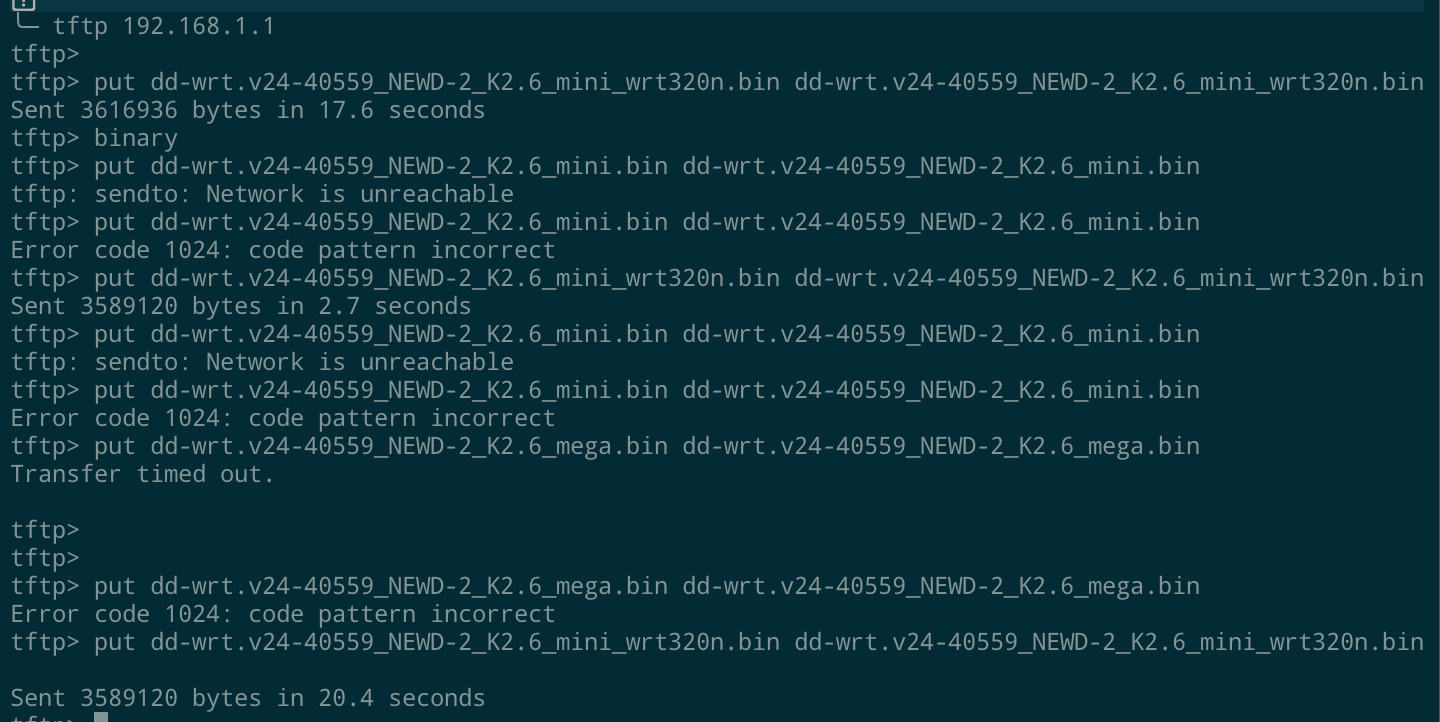 tftp 192.168.1.1
tftp>
tftp> put dd-wrt.v24-40559_NEWD-2_K2.6_mini_wrt320n.bin dd-wrt.v24-40559_NEWD-2_K2.6_mini_wrt320n.bin
Sent 3616936 bytes in 17.6 seconds
tftp> binary
tftp> put dd-wrt.v24-40559_NEWD-2_K2.6_mini.bin dd-wrt.v24-40559_NEWD-2_K2.6_mini.bin
tftp: sendto: Network is unreachable
tftp> put dd-wrt.v24-40559_NEWD-2_K2.6_mini.bin dd-wrt.v24-40559_NEWD-2_K2.6_mini.bin
Error code 1024: code pattern incorrect
tftp> put dd-wrt.v24-40559_NEWD-2_K2.6_mini_wrt320n.bin dd-wrt.v24-40559_NEWD-2_K2.6_mini_wrt320n.bin
Sent 3589120 bytes in 2.7 seconds
tftp> put dd-wrt.v24-40559_NEWD-2_K2.6_mini.bin dd-wrt.v24-40559_NEWD-2_K2.6_mini.bin
tftp: sendto: Network is unreachable
tftp> put dd-wrt.v24-40559_NEWD-2_K2.6_mini.bin dd-wrt.v24-40559_NEWD-2_K2.6_mini.bin
Error code 1024: code pattern incorrect
tftp> put dd-wrt.v24-40559_NEWD-2_K2.6_mega.bin dd-wrt.v24-40559_NEWD-2_K2.6_mega.bin
Transfer timed out.
tftp>
tftp>
tftp> put dd-wrt.v24-40559_NEWD-2_K2.6_mega.bin dd-wrt.v24-40559_NEWD-2_K2.6_mega.bin
Error code 1024: code pattern incorrect
tftp> put dd-wrt.v24-40559_NEWD-2_K2.6_mini_wrt320n.bin dd-wrt.v24-40559_NEWD-2_K2.6_mini_wrt320n.bin
Sent 3589120 bytes in 20.4 seconds
tftp>